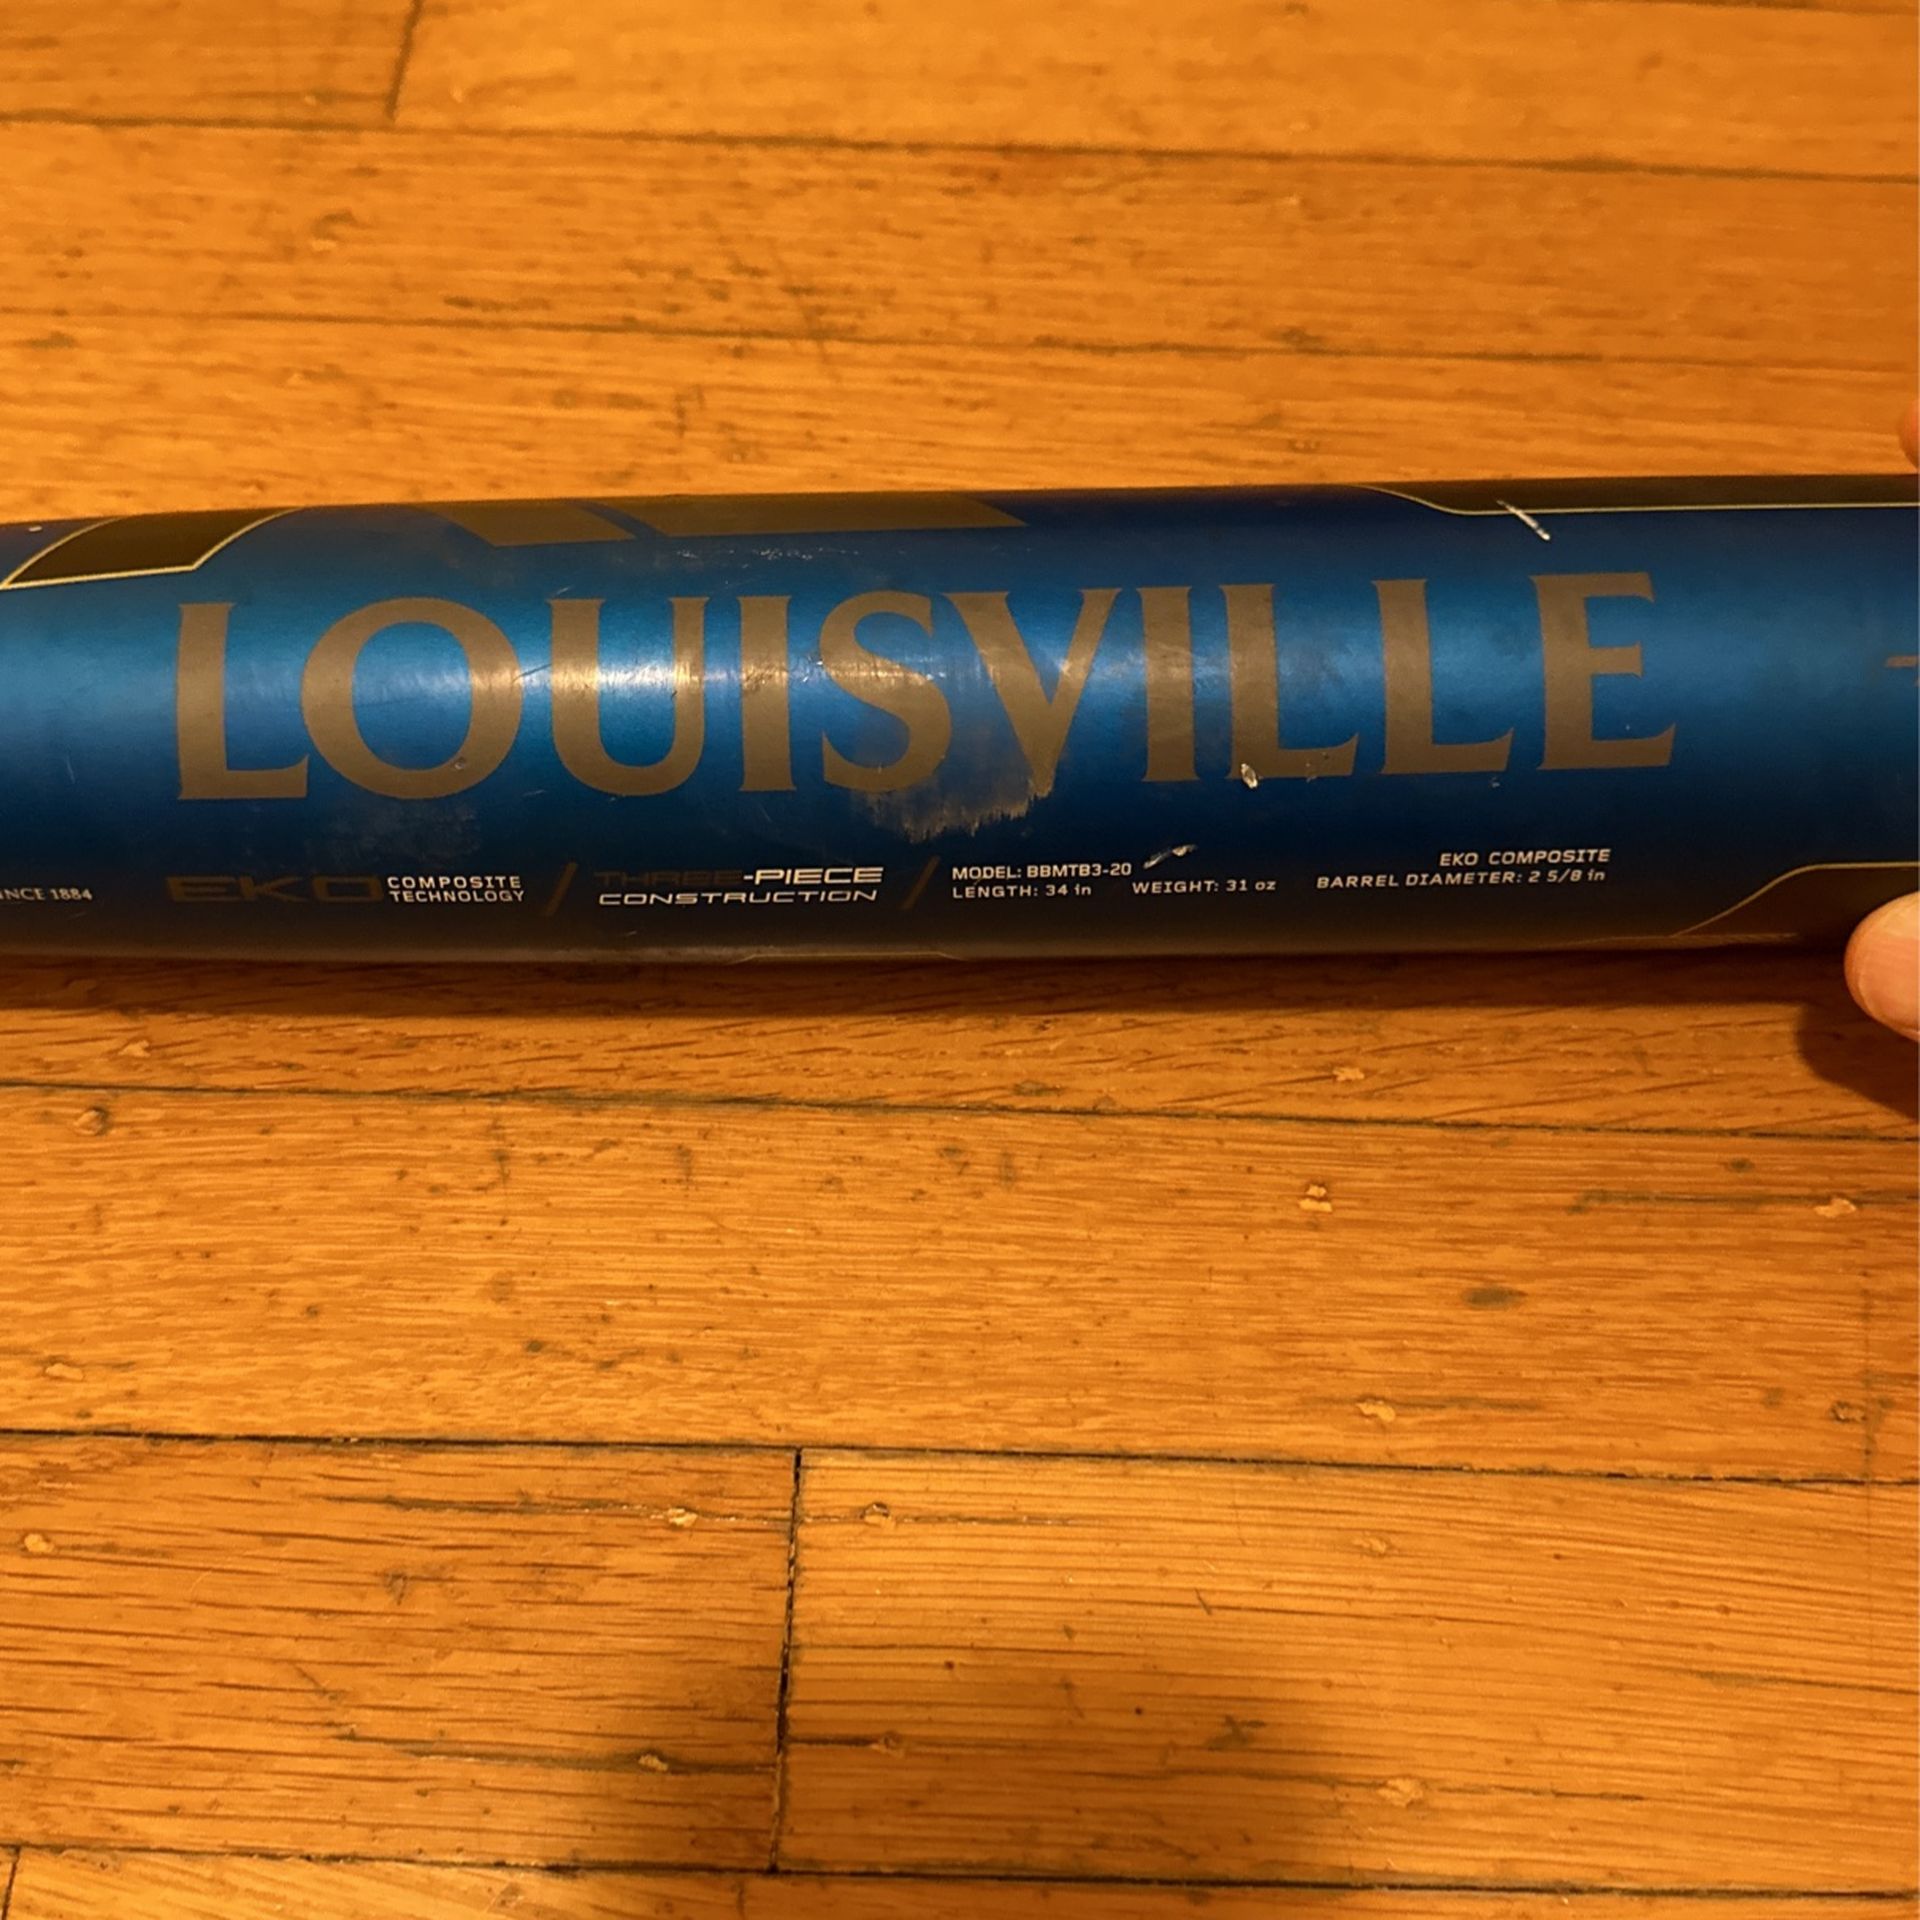 LOUISVILLE
SINCE 1884
EKO COMPOSITE
TECHNOLOGY
THREE-PIECE
CONSTRUCTION
MODEL: BBMTB3-20
LENGTH: 34 in WEIGHT: 31 oz
EKO COMPOSITE
BARREL DIAMETER: 2 5/8 in